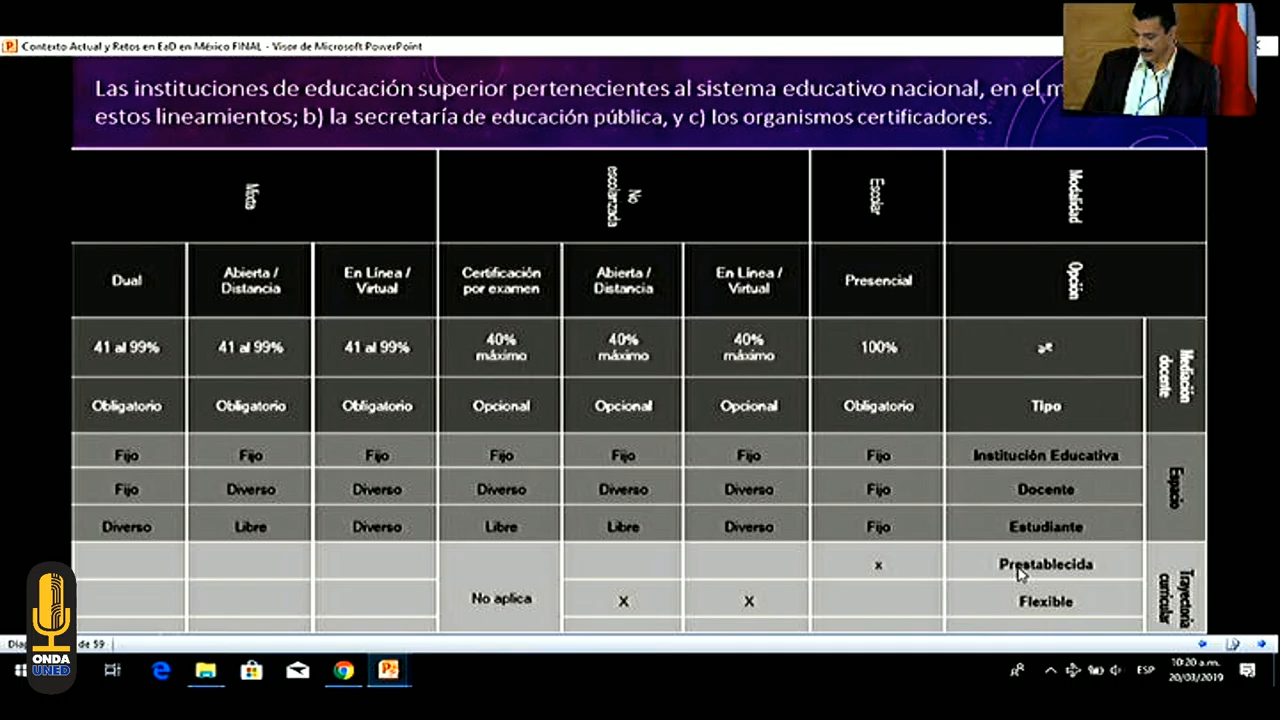 Contexto Actual y Retos en EaD en México FINAL - Visor de Microsoft PowerPoint
Las instituciones de educación superior pertenecientes al sistema educativo nacional, en el m
estos lineamientos; b) la secretaría de educación pública, y c) los organismos certificadores.
Mixta No escolarizada Escolar Modalidad
Dual Abierta / Distancia En Línea / Virtual Certificación por examen Abierta / Distancia En Línea / Virtual Presencial Opción
Mediación docente
41 al 99% 41 al 99% 41 al 99% 40% máximo 40% máximo 40% máximo 100% %
Obligatorio Obligatorio Obligatorio Opcional Opcional Opcional Obligatorio Tipo
Espacio
Fijo Fijo Fijo Fijo Fijo Fijo Fijo Institución Educativa
Fijo Diverso Diverso Diverso Diverso Diverso Fijo Docente
Diverso Libre Diverso Libre Libre Diverso Fijo Estudiante
Trayectoria curricular
x Prestablecida
No aplica X X Flexible
de 59
ONDA
UNED
ESP
10:20 a.m.
20/03/2019